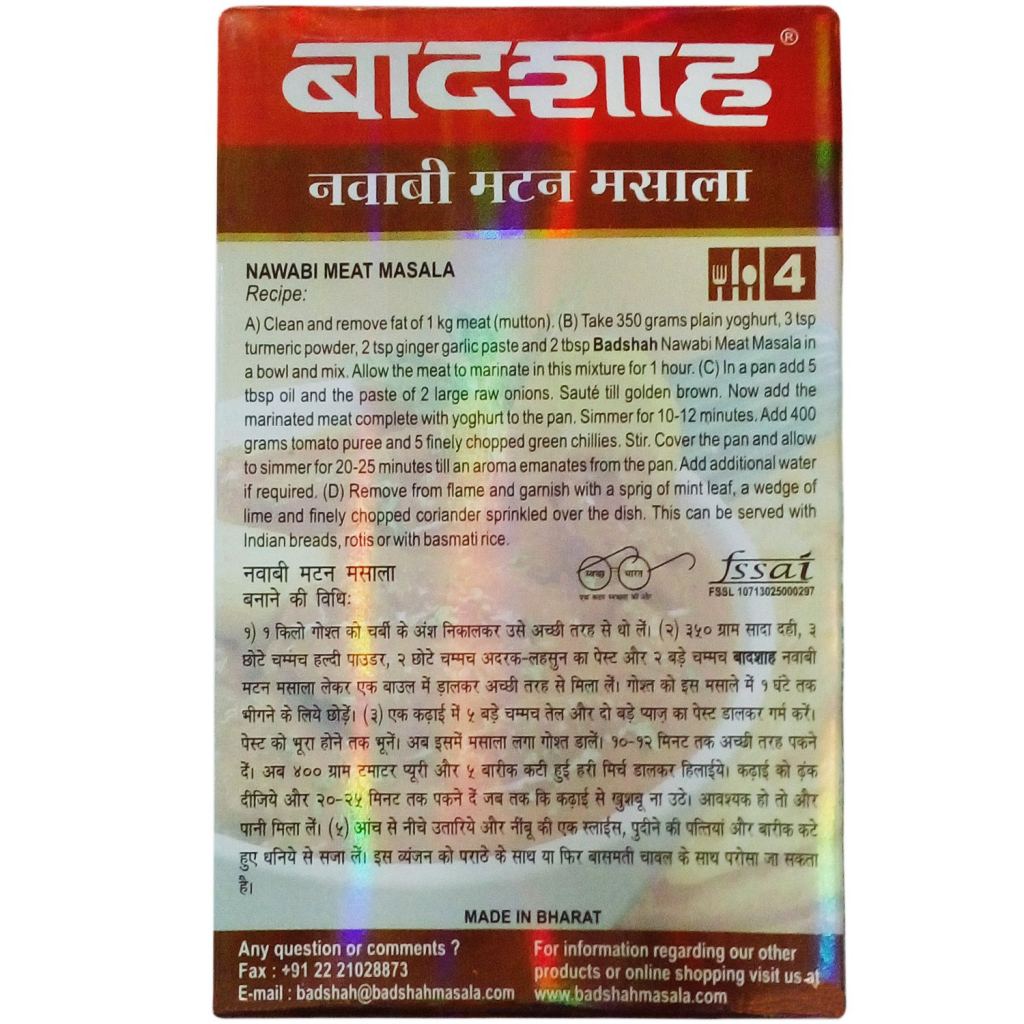 बादशाह®
नवाबी मटन मसाला
NAWABI MEAT MASALA
4
Recipe:
A) Clean and remove fat of 1 kg meat (mutton). (B) Take 350 grams plain yoghurt, 3 tsp
turmeric powder, 2 tsp ginger garlic paste and 2 tbsp Badshah Nawabi Meat Masala in
a bowl and mix. Allow the meat to marinate in this mixture for 1 hour. (C) In a pan add 5
tbsp oil and the paste of 2 large raw onions. Sauté till golden brown. Now add the
marinated meat complete with yoghurt to the pan. Simmer for 10-12 minutes. Add 400
grams tomato puree and 5 finely chopped green chillies. Stir. Cover the pan and allow
to simmer for 20-25 minutes till an aroma emanates from the pan. Add additional water
if required. (D) Remove from flame and garnish with a sprig of mint leaf, a wedge of
lime and finely chopped coriander sprinkled over the dish. This can be served with
Indian breads, rotis or with basmati rice.
नवाबी मटन मसाला
बनाने की विधि:
स्वच्छ भारत
एक कदम स्वच्छता की ओर
fssai
FSSL 10713025000297
१) १ किलो गोश्त को चर्बी के अंश निकालकर उसे अच्छी तरह से धो लें। (२) ३५० ग्राम सादा दही, ३
छोटे चम्मच हल्दी पाउडर, २ छोटे चम्मच अदरक-लहसुन का पेस्ट और २ बड़े चम्मच बादशाह नवाबी
मटन मसाला लेकर एक बाउल में ड़ालकर अच्छी तरह से मिला लें। गोश्त को इस मसाले में १ घंटे तक
भीगने के लिये छोड़ें। (३) एक कढ़ाई में ५ बड़े चम्मच तेल और दो बड़े प्याज़ का पेस्ट डालकर गर्म करें।
पेस्ट को भूरा होने तक भूनें। अब इसमें मसाला लगा गोश्त डालें। १०-१२ मिनट तक अच्छी तरह पकने
दें। अब ४०० ग्राम टमाटर प्यूरी और ५ बारीक कटी हुई हरी मिर्च डालकर हिलाईये। कढ़ाई को ढ़ंक
दीजिये और २०-२५ मिनट तक पकने दें जब तक कि कढ़ाई से खुशबू ना उठे। आवश्यक हो तो और
पानी मिला लें। (५) आंच से नीचे उतारिये और नींबू की एक स्लाईस, पुदीने की पत्तियां और बारीक कटे
हुए धनिये से सजा लें। इस व्यंजन को पराठे के साथ या फिर बासमती चावल के साथ परोसा जा सकता
है।
MADE IN BHARAT
Any question or comments ?
Fax : +91 22 21028873
E-mail : badshah@badshahmasala.com
For information regarding our other
products or online shopping visit us at
www.badshahmasala.com